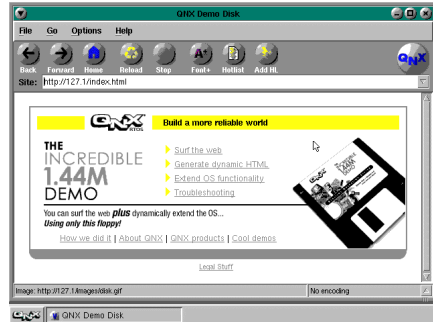 QNX Demo Disk
File Go Options Help
Back Forward Home Reload Stop Font+ Hotlist Add HL
QNX
Site: http://127.1/index.html
QNX RTOS Build a more reliable world
THE
INCREDIBLE
1.44M
DEMO
Surf the web
Generate dynamic HTML
Extend OS functionality
Troubleshooting
You can surf the web plus dynamically extend the OS...
Using only this floppy!
How we did it | About QNX | QNX products | Cool demos
Legal Stuff
Image: http://127.1/images/disk.gif No encoding
QNX QNX Demo Disk